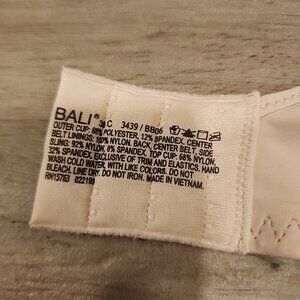 BALI® C 3439 / BB06
OUTER CUP: 88% POLYESTER, 12% SPANDEX. CENTER
BELT LININGS: 100% NYLON. BACK, CENTER BELT, SIDE
SLING: 92% NYLON, 8% SPANDEX. TOP CUP: 68% NYLON,
32% SPANDEX. EXCLUSIVE OF TRIM AND ELASTICS. HAND
WASH COLD WATER. WITH LIKE COLORS. DO NOT
BLEACH. LINE DRY. DO NOT IRON. MADE IN VIETNAM.
RN15763